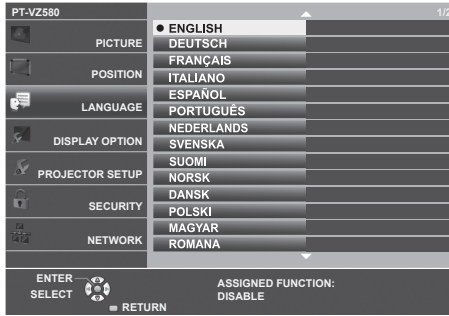 PT-VZ580
1/2
PICTURE
POSITION
LANGUAGE
DISPLAY OPTION
PROJECTOR SETUP
SECURITY
NETWORK
ENGLISH
DEUTSCH
FRANÇAIS
ITALIANO
ESPAÑOL
PORTUGUÊS
NEDERLANDS
SVENSKA
SUOMI
NORSK
DANSK
POLSKI
MAGYAR
ROMANA
ENTER
SELECT
RETURN
ASSIGNED FUNCTION:
DISABLE